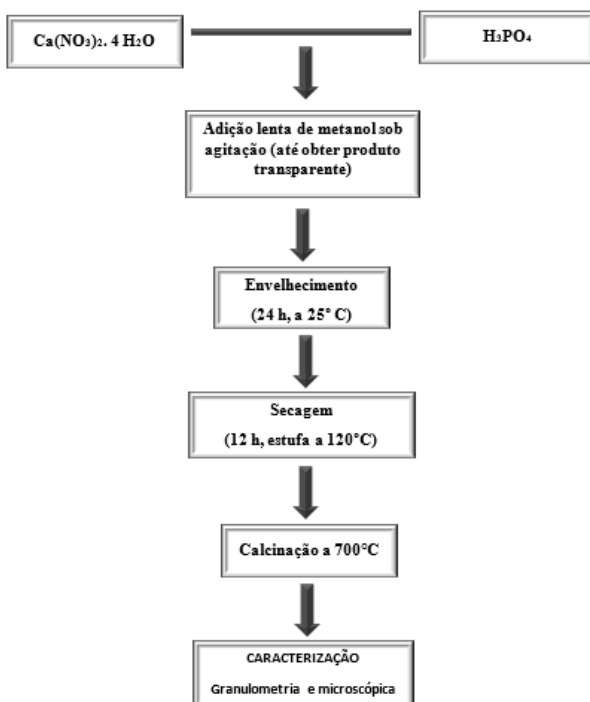 Ca(NO₃)₂. 4 H₂O
H₃PO₄
Adição lenta de metanol sob
agitação (até obter produto
transparente)
Envelhecimento
(24 h, a 25° C)
Secagem
(12 h, estufa a 120°C)
Calcinação a 700°C
CARACTERIZAÇÃO
Granulometria e microscópica